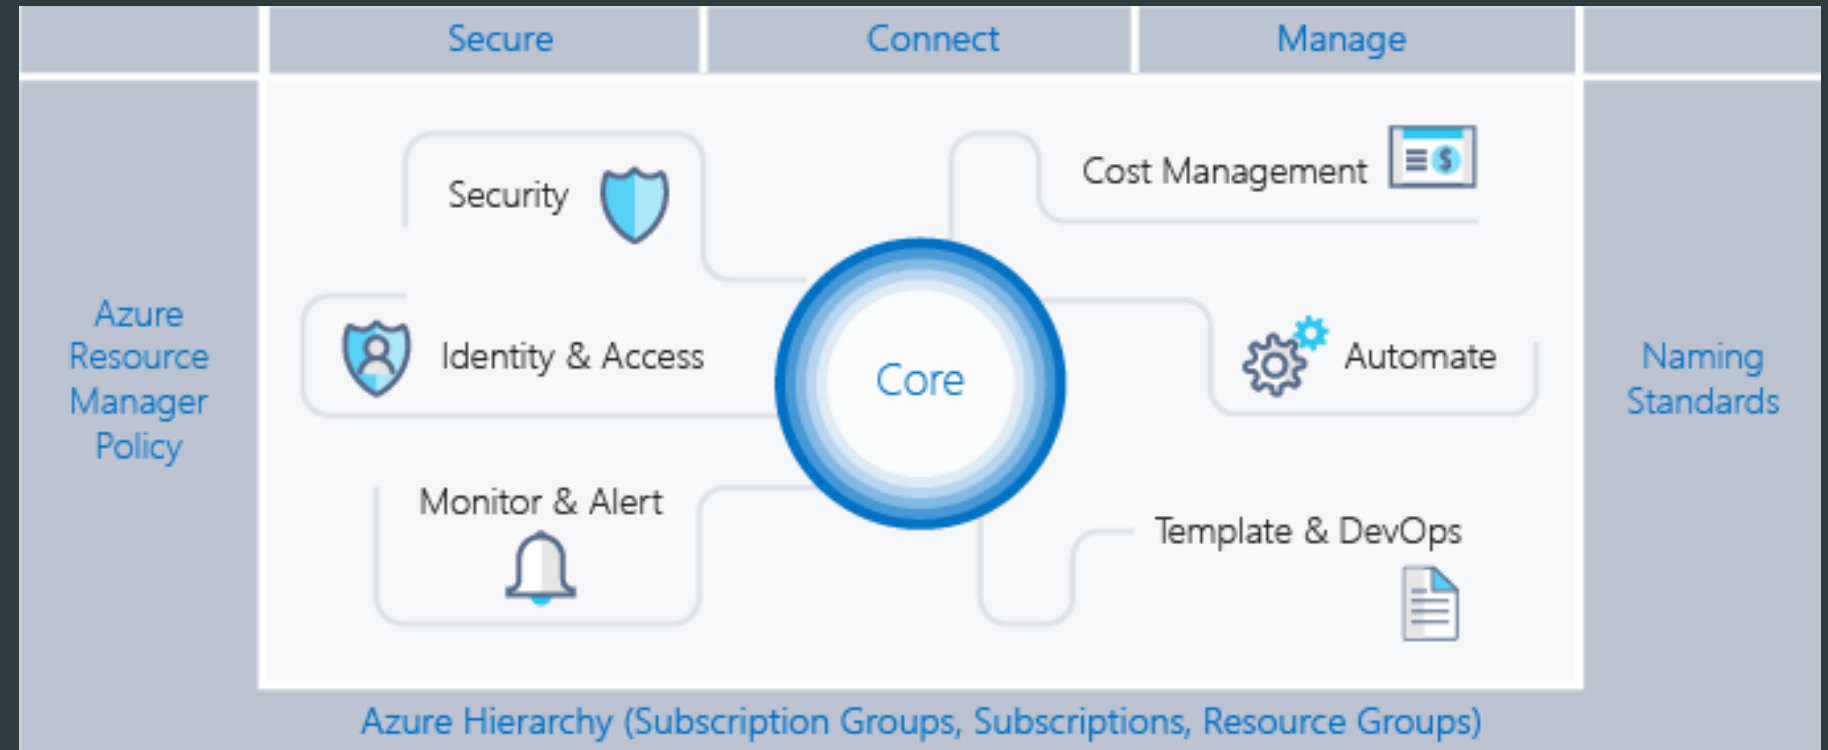 Secure
Connect
Manage
Security
Cost Management
$
Azure
Resource
Manager
Policy
Identity & Access
Core
Automate
Naming
Standards
Monitor & Alert
Template & DevOps
Azure Hierarchy (Subscription Groups, Subscriptions, Resource Groups)